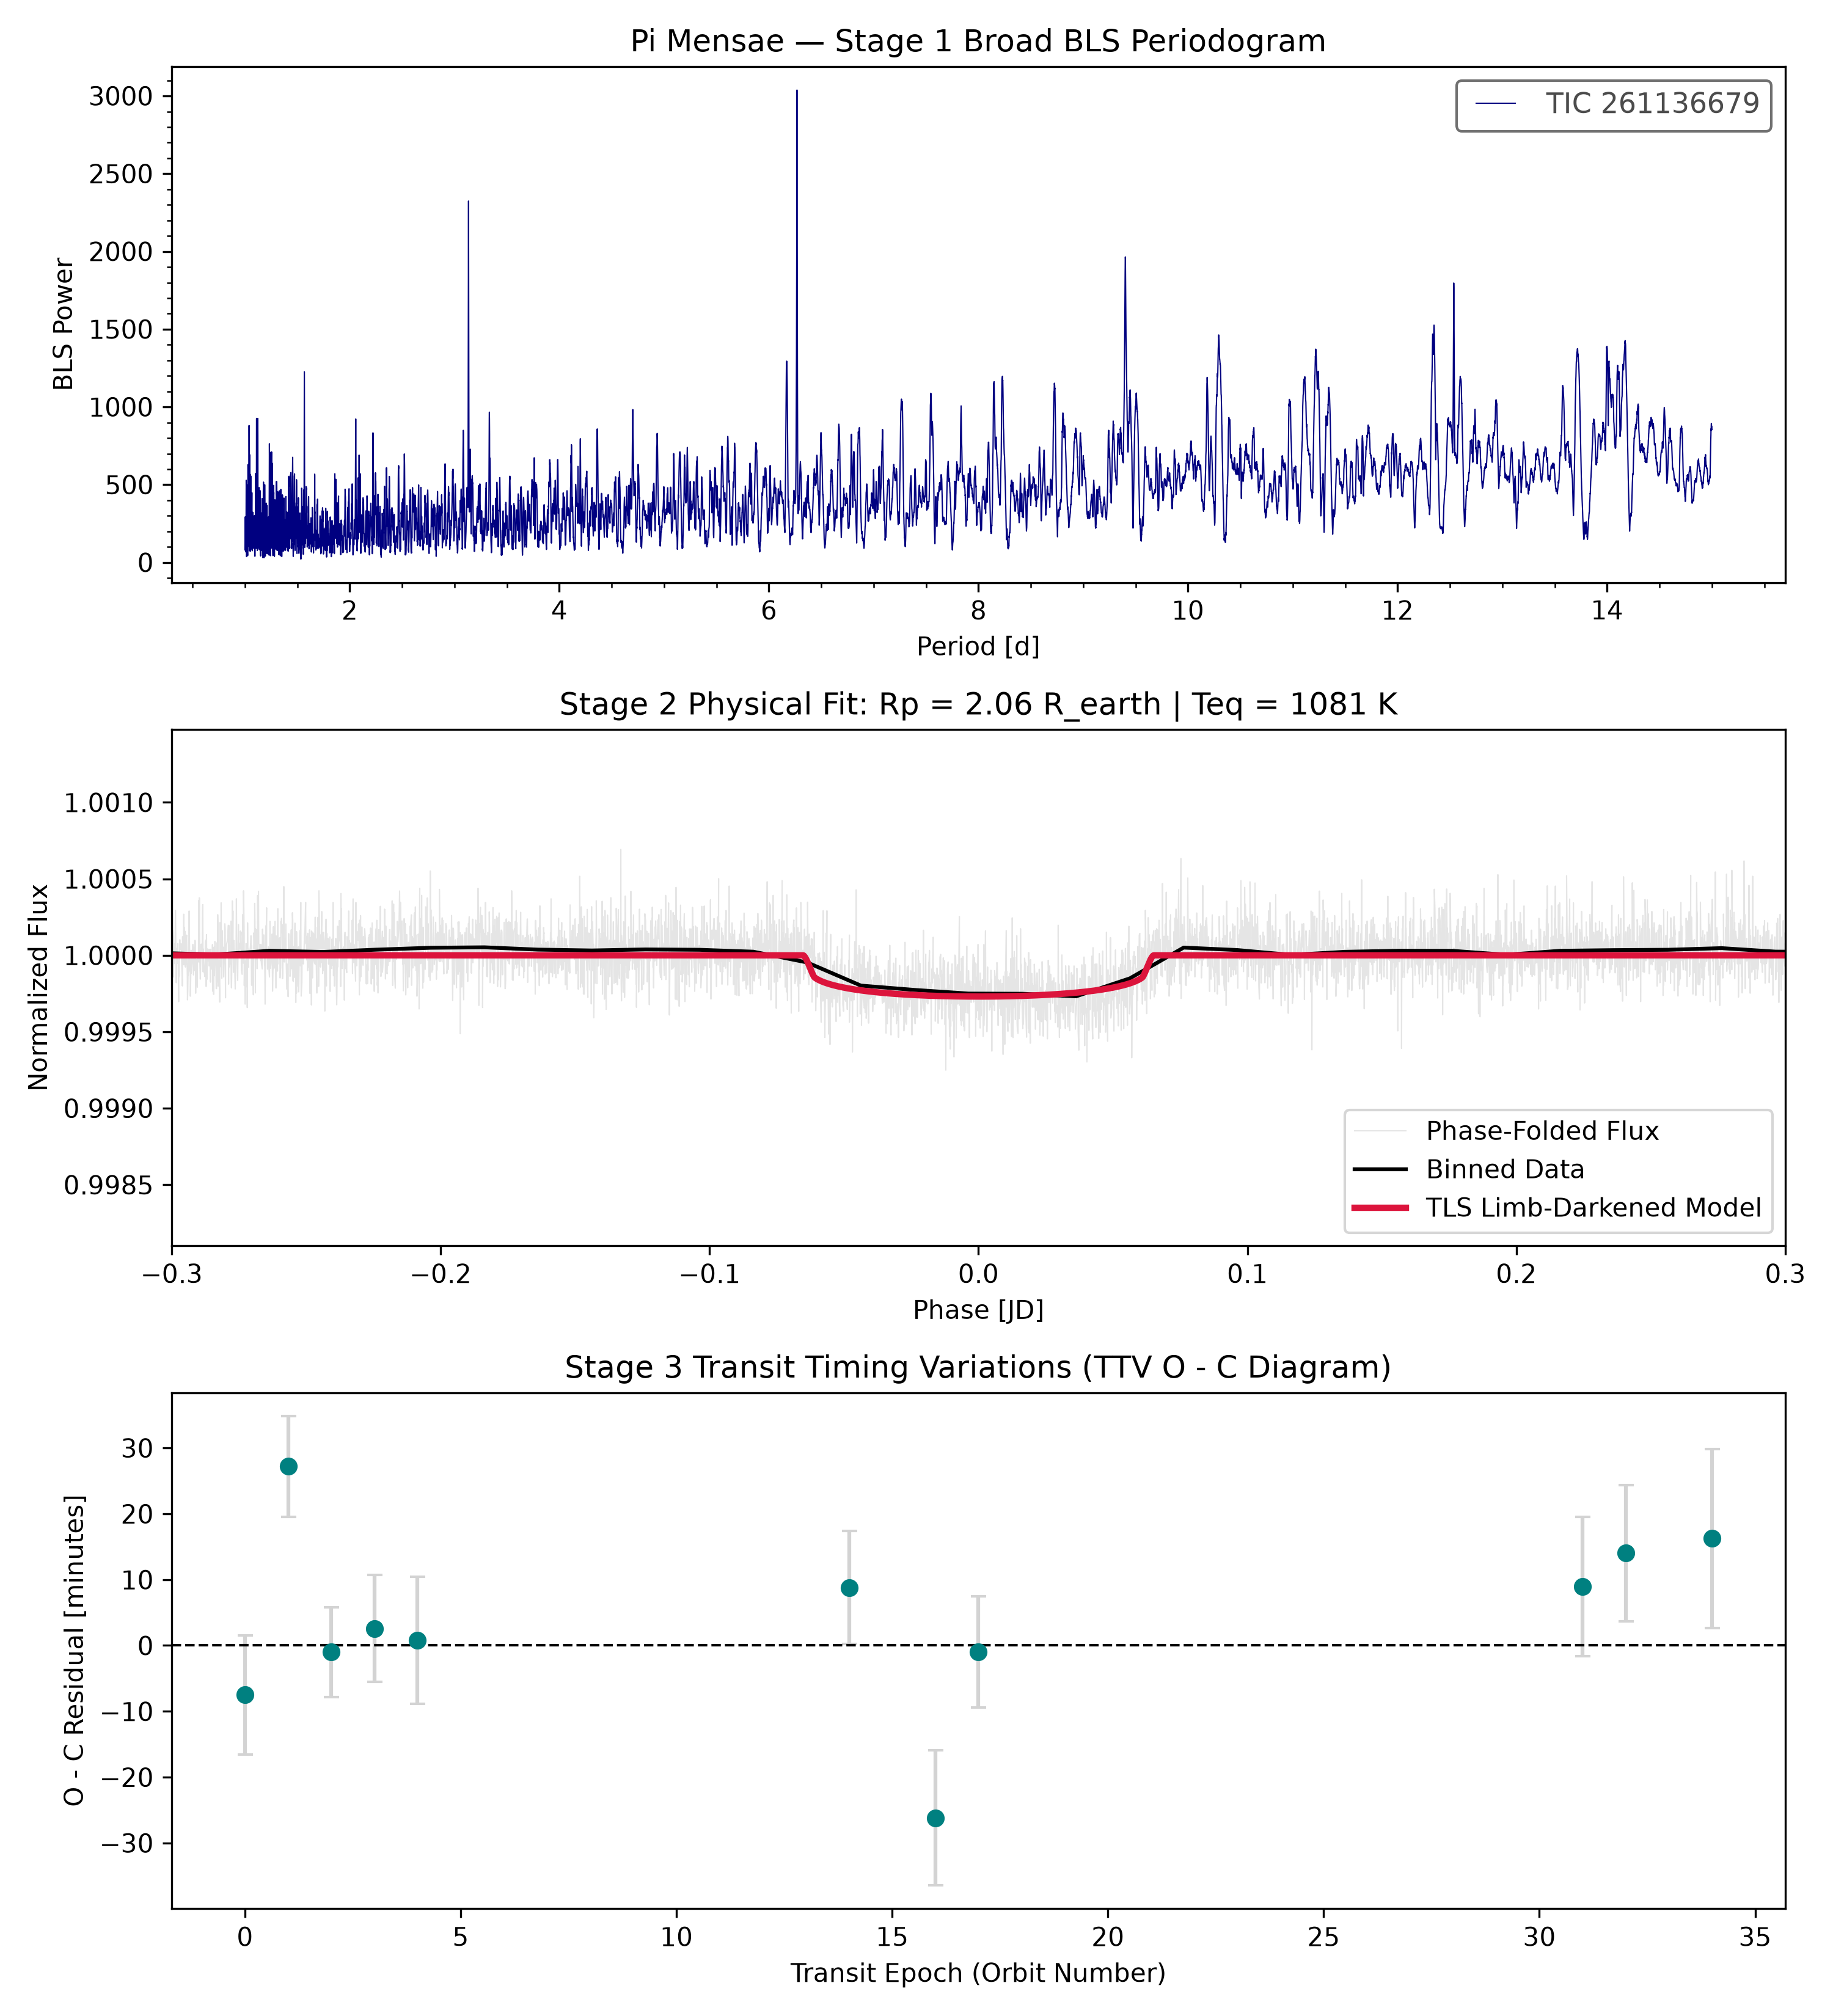 Pi Mensae — Stage 1 Broad BLS Periodogram
TIC 261136679
3000
2500
2000
1500
1000
500
0
BLS Power
2 4 6 8 10 12 14
Period [d]
Stage 2 Physical Fit: Rp = 2.06 R_earth | Teq = 1081 K
1.0010
1.0005
1.0000
0.9995
0.9990
0.9985
Normalized Flux
Phase-Folded Flux
Binned Data
TLS Limb-Darkened Model
−0.3 −0.2 −0.1 0.0 0.1 0.2 0.3
Phase [JD]
Stage 3 Transit Timing Variations (TTV O - C Diagram)
30
20
10
0
−10
−20
−30
O - C Residual [minutes]
0 5 10 15 20 25 30 35
Transit Epoch (Orbit Number)